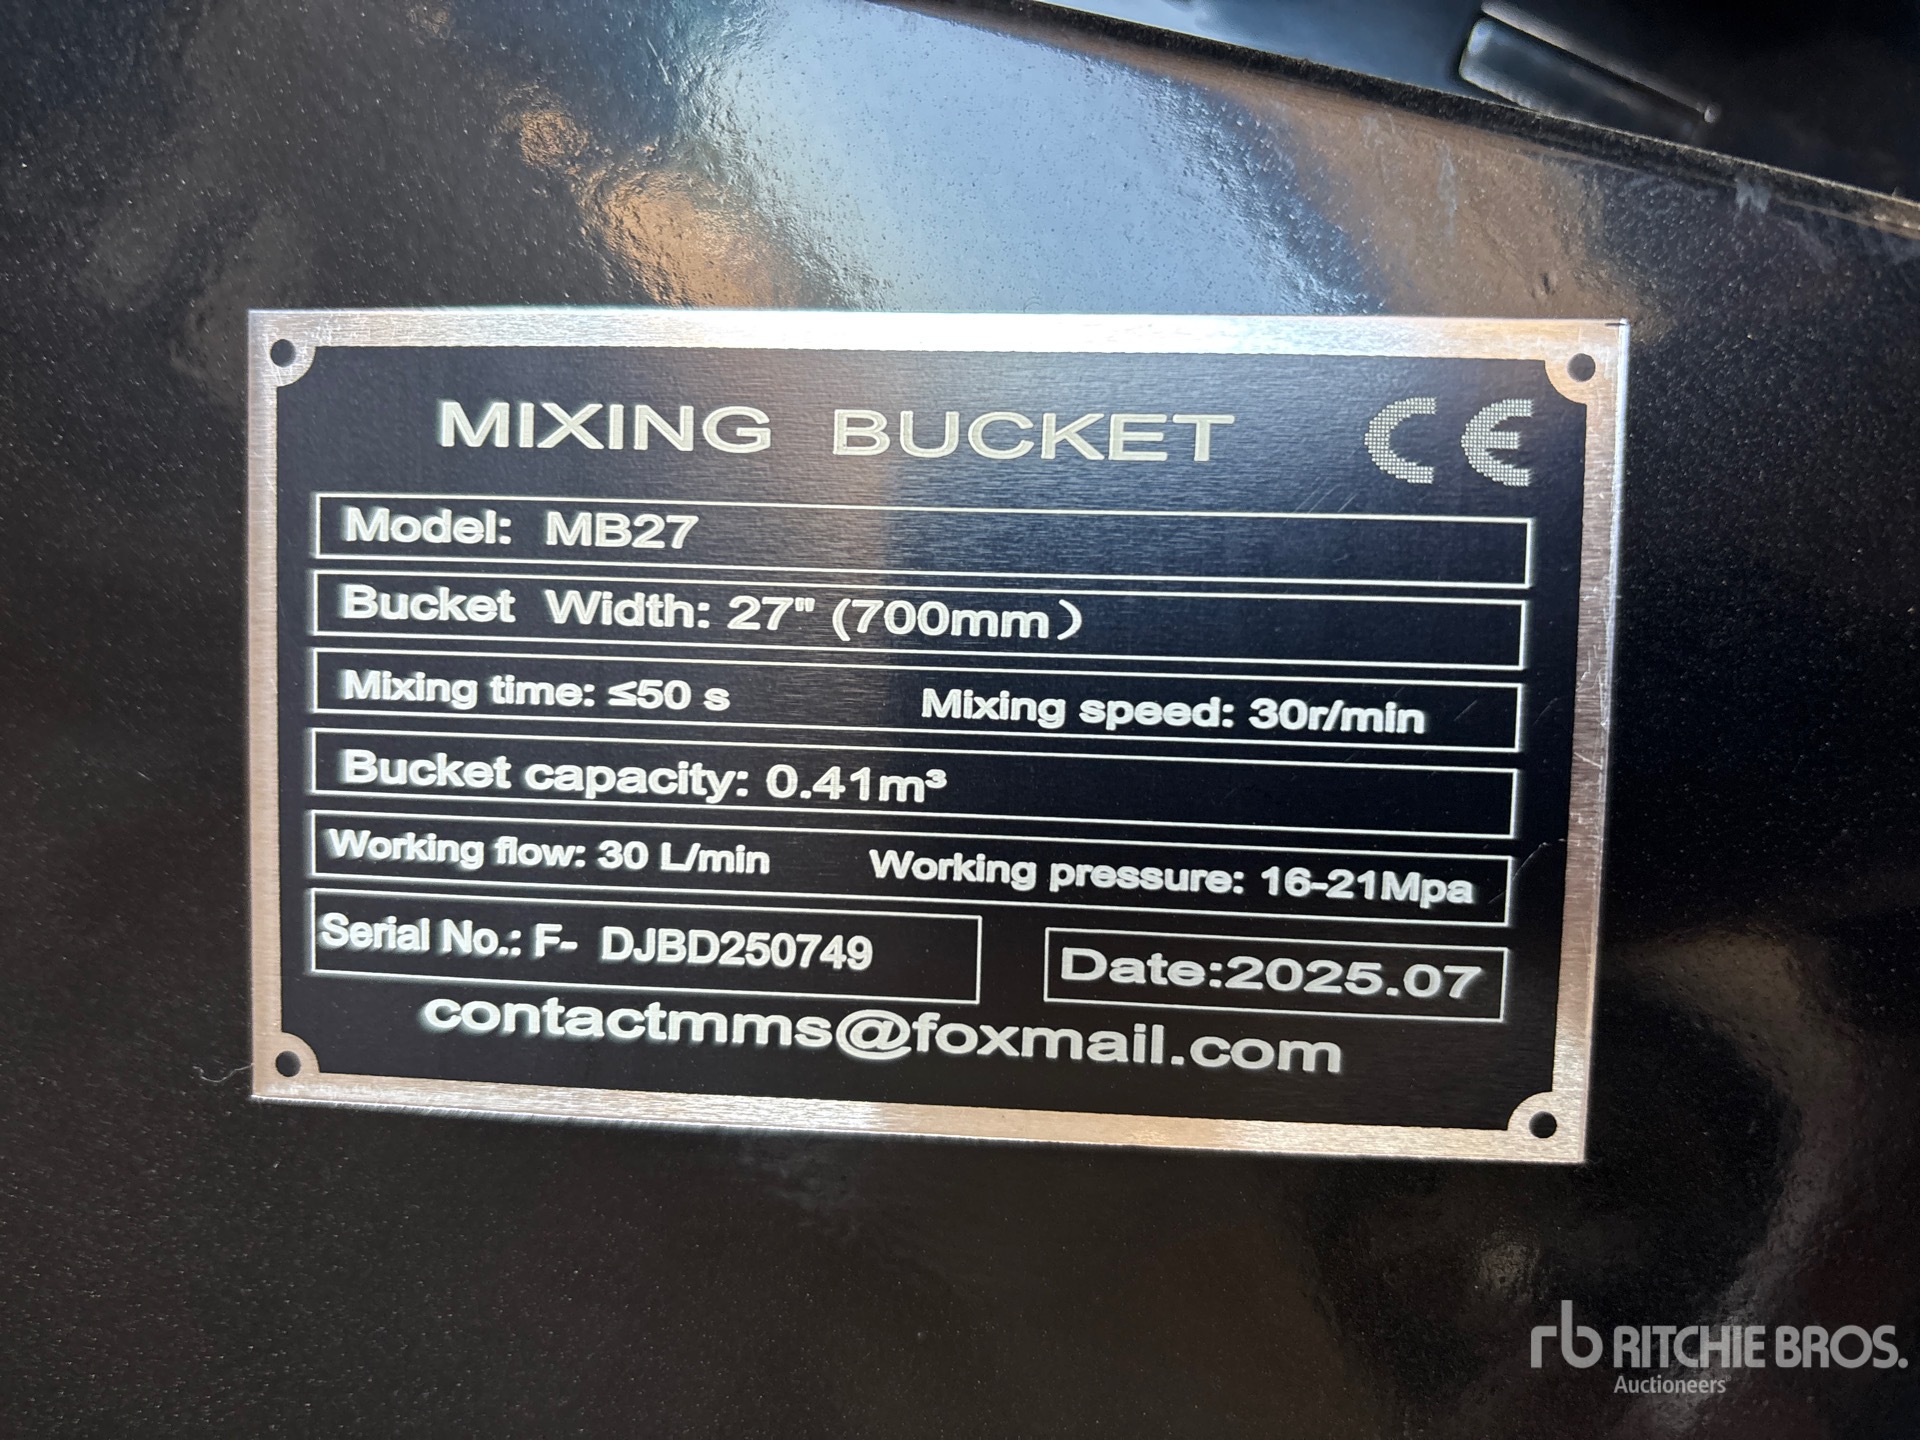 MIXING BUCKET CE
Model: MB27
Bucket Width: 27" (700mm)
Mixing time: ≤50 s Mixing speed: 30r/min
Bucket capacity: 0.41m³
Working flow: 30 L/min Working pressure: 16-21Mpa
Serial No.: F- DJBD250749 Date:2025.07
contactmms@foxmail.com
rb RITCHIE BROS.
Auctioneers